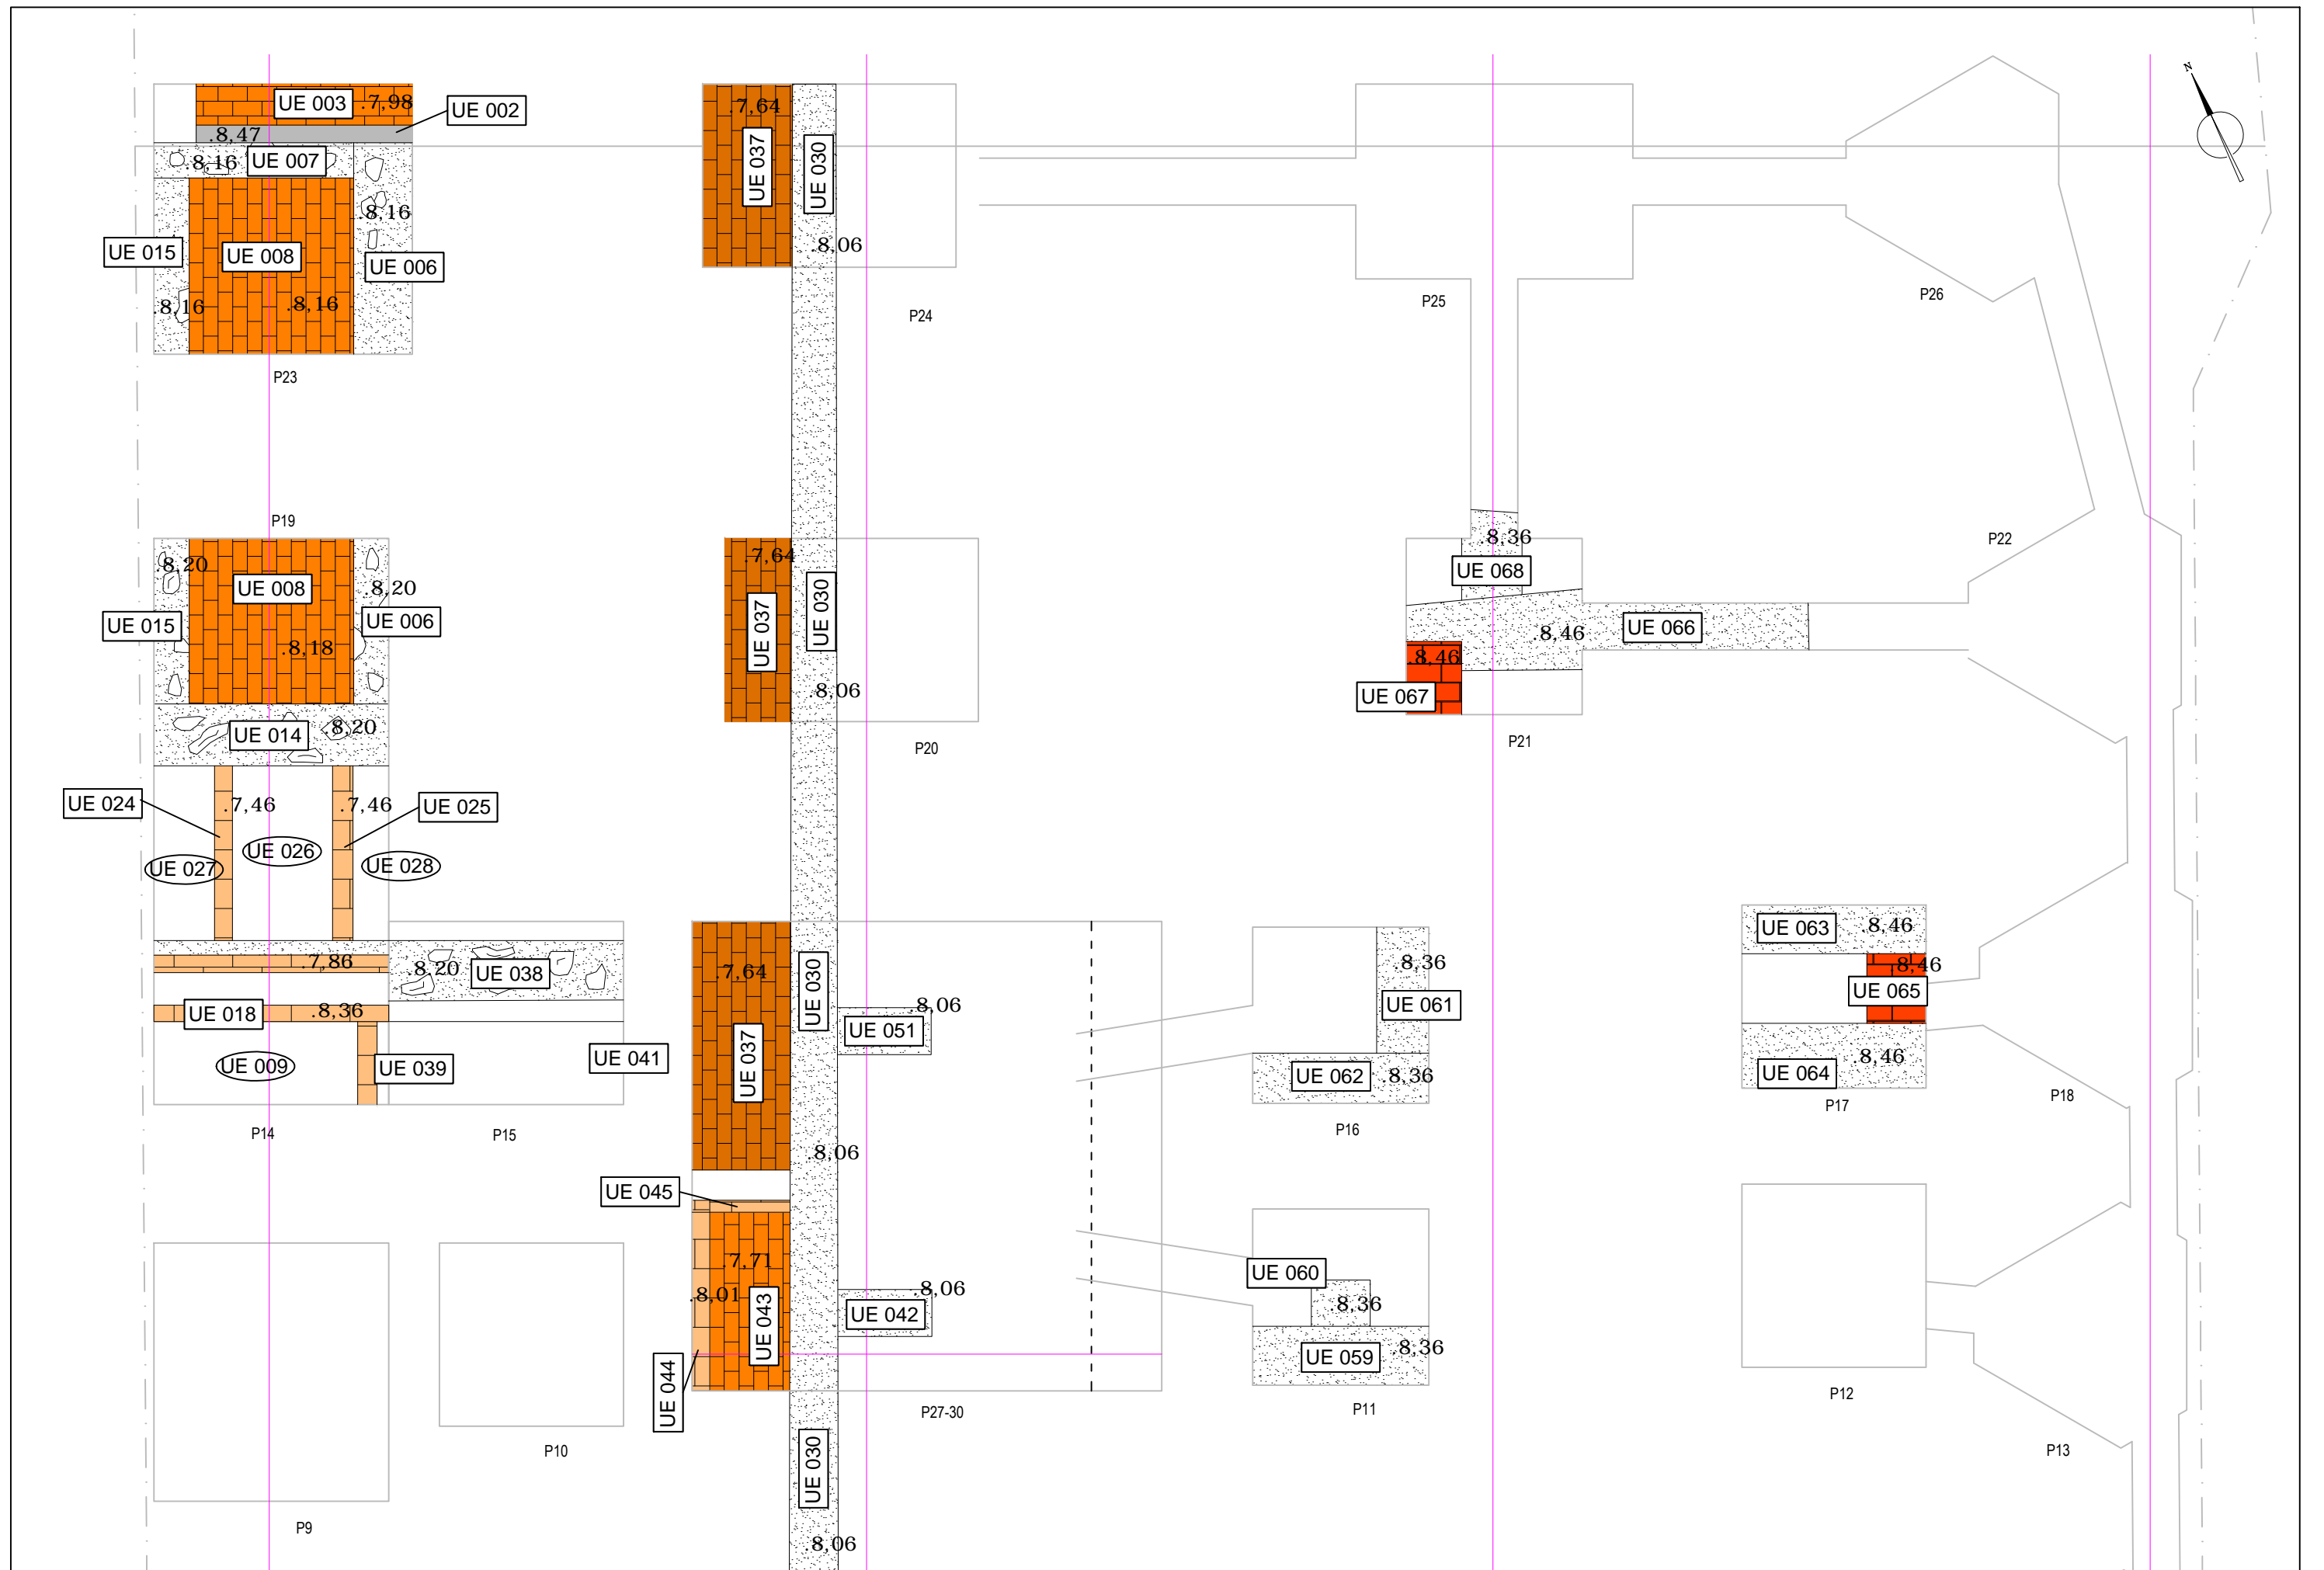 N
UE 003
.7,98
UE 002
.8,47
.8,16
UE 007
.8,16
UE 015
UE 008
UE 006
.8,16
.8,16
P23
.7,64
UE 037
UE 030
.8,06
P24
P25
P26
P19
.8,20
UE 008
.8,20
UE 015
UE 006
.8,18
UE 014
.8,20
.7,64
UE 037
UE 030
.8,06
P20
.8,36
UE 068
.8,46
UE 066
.8,46
UE 067
P21
P22
UE 024
.7,46
.7,46
UE 025
UE 027
UE 026
UE 028
.7,86
.8,20
UE 038
UE 018
.8,36
UE 009
UE 039
UE 041
P14
P15
.7,64
UE 030
UE 037
.8,06
UE 051
.8,06
UE 045
.7,71
.8,01
UE 043
UE 044
.8,06
UE 042
P27-30
UE 030
.8,06
.8,36
UE 061
UE 062
.8,36
P16
UE 060
.8,36
UE 059
.8,36
P11
UE 063
.8,46
.8,46
UE 065
UE 064
.8,46
P17
P18
P12
P13
P10
P9